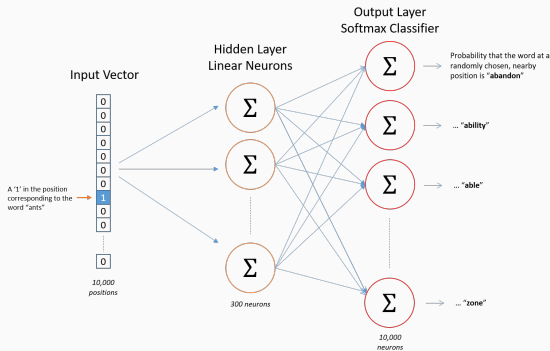 Output Layer
Softmax Classifier
Hidden Layer
Linear Neurons
Input Vector
Probability that the word at a
randomly chosen, nearby
position is “abandon”
… “ability”
… “able”
… “zone”
A ‘1’ in the position
corresponding to the
word “ants”
0
0
0
0
0
0
0
1
0
0
0
10,000
positions
Σ
Σ
Σ
300 neurons
Σ
Σ
Σ
Σ
10,000
neurons